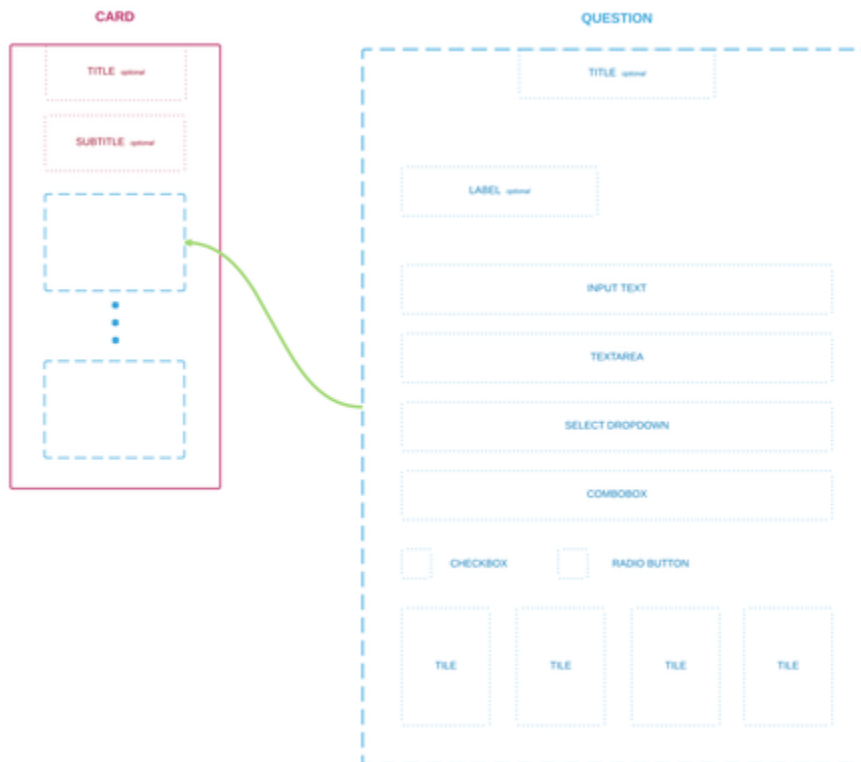 CARD
TITLE optional
SUBTITLE optional
QUESTION
TITLE optional
LABEL optional
INPUT TEXT
TEXTAREA
SELECT DROPDOWN
COMBOBOX
CHECKBOX RADIO BUTTON
TILE TILE TILE TILE